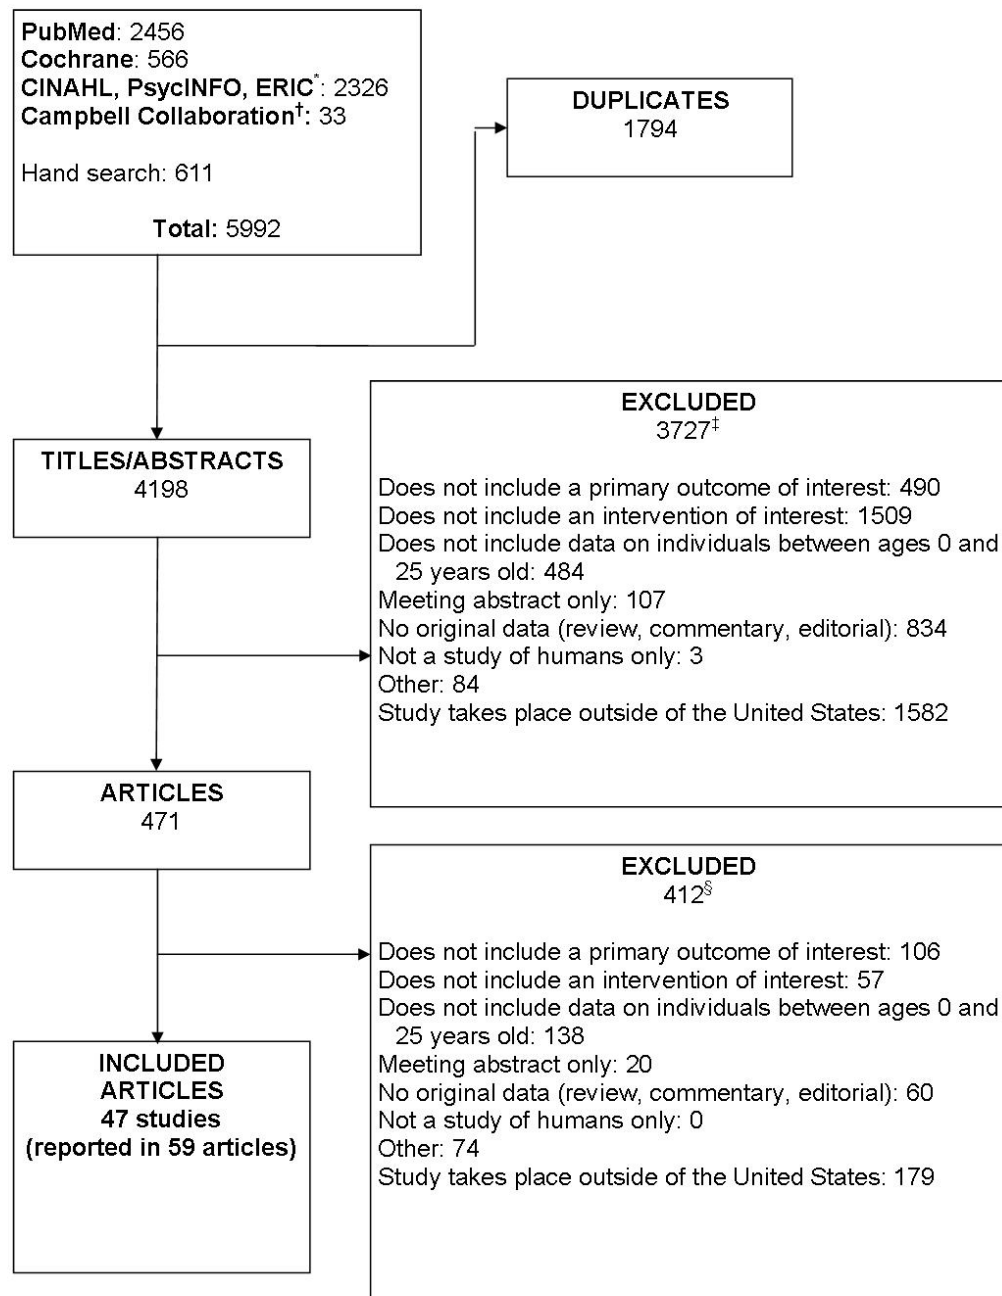 PubMed: 2456
Cochrane: 566
CINAHL, PsycINFO, ERIC*: 2326
Campbell Collaboration†: 33
Hand search: 611
Total: 5992
DUPLICATES
1794
TITLES/ABSTRACTS
4198
EXCLUDED
3727‡
Does not include a primary outcome of interest: 490
Does not include an intervention of interest: 1509
Does not include data on individuals between ages 0 and
25 years old: 484
Meeting abstract only: 107
No original data (review, commentary, editorial): 834
Not a study of humans only: 3
Other: 84
Study takes place outside of the United States: 1582
ARTICLES
471
EXCLUDED
412§
Does not include a primary outcome of interest: 106
Does not include an intervention of interest: 57
Does not include data on individuals between ages 0 and
25 years old: 138
Meeting abstract only: 20
No original data (review, commentary, editorial): 60
Not a study of humans only: 0
Other: 74
Study takes place outside of the United States: 179
INCLUDED
ARTICLES
47 studies
(reported in 59 articles)